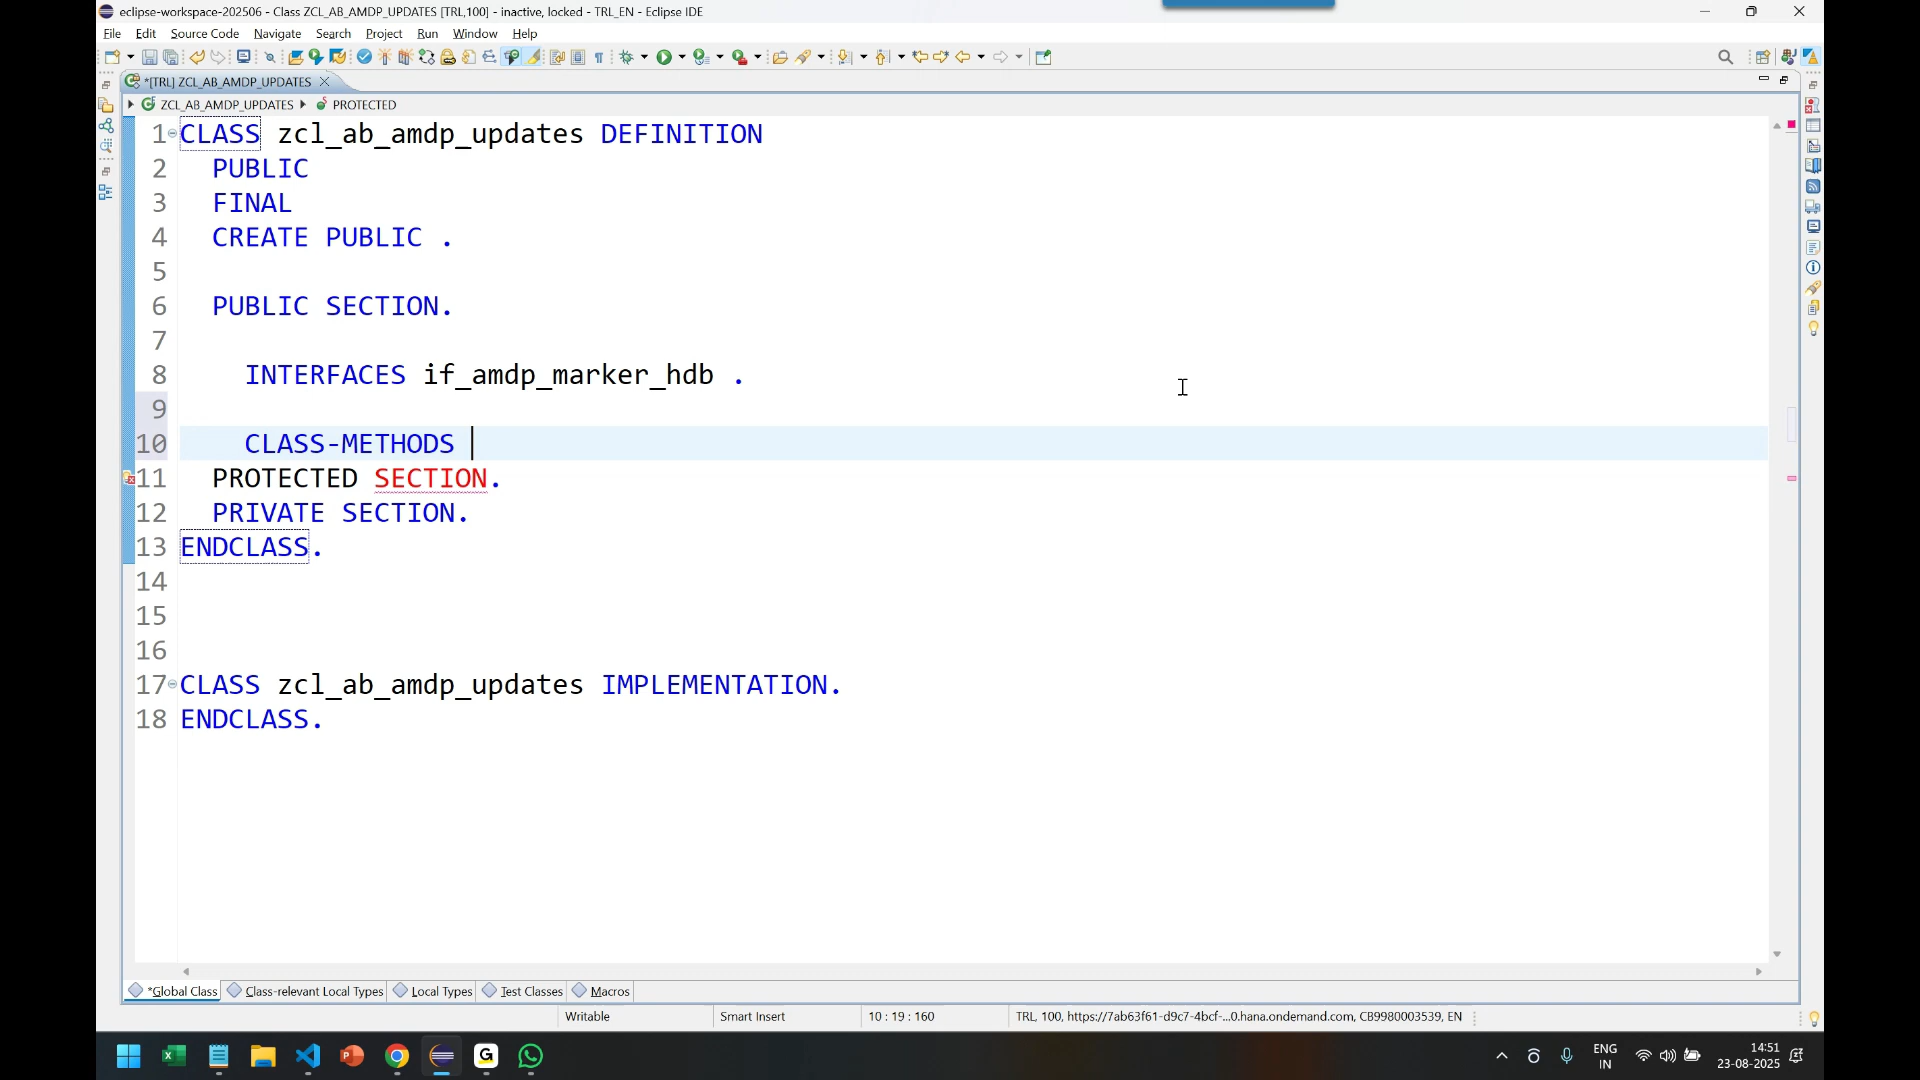 eclipse-workspace-202506 - Class ZCL_AB_AMDP_UPDATES [TRL,100] - inactive, locked - TRL_EN - Eclipse IDE
File Edit Source Code Navigate Search Project Run Window Help
*[TRL] ZCL_AB_AMDP_UPDATES
ZCL_AB_AMDP_UPDATES PROTECTED
1 CLASS zcl_ab_amdp_updates DEFINITION
2 PUBLIC
3 FINAL
4 CREATE PUBLIC .
5
6 PUBLIC SECTION.
7
8 INTERFACES if_amdp_marker_hdb .
9
10 CLASS-METHODS
11 PROTECTED SECTION.
12 PRIVATE SECTION.
13 ENDCLASS.
14
15
16
17 CLASS zcl_ab_amdp_updates IMPLEMENTATION.
18 ENDCLASS.
*Global Class Class-relevant Local Types Local Types Test Classes Macros
Writable Smart Insert 10 : 19 : 160 TRL, 100, https://7ab63f61-d9c7-4bcf-...0.hana.ondemand.com, CB9980003539, EN
ENG
IN
14:51
23-08-2025